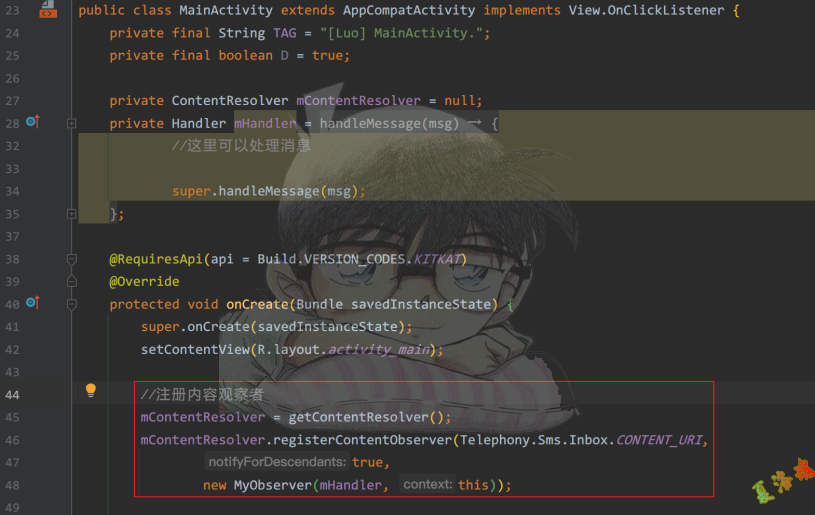 23 public class MainActivity extends AppCompatActivity implements View.OnClickListener {
24 private final String TAG = "[Luo] MainActivity.";
25 private final boolean D = true;
26
27 private ContentResolver mContentResolver = null;
28 private Handler mHandler = handleMessage(msg) → {
32 //这里可以处理消息
33
34 super.handleMessage(msg);
35 };
37
38 @RequiresApi(api = Build.VERSION_CODES.KITKAT)
39 @Override
40 protected void onCreate(Bundle savedInstanceState) {
41 super.onCreate(savedInstanceState);
42 setContentView(R.layout.activity_main);
43
44 //注册内容观察者
45 mContentResolver = getContentResolver();
46 mContentResolver.registerContentObserver(Telephony.Sms.Inbox.CONTENT_URI,
47 notifyForDescendants: true,
48 new MyObserver(mHandler, context: this));
49